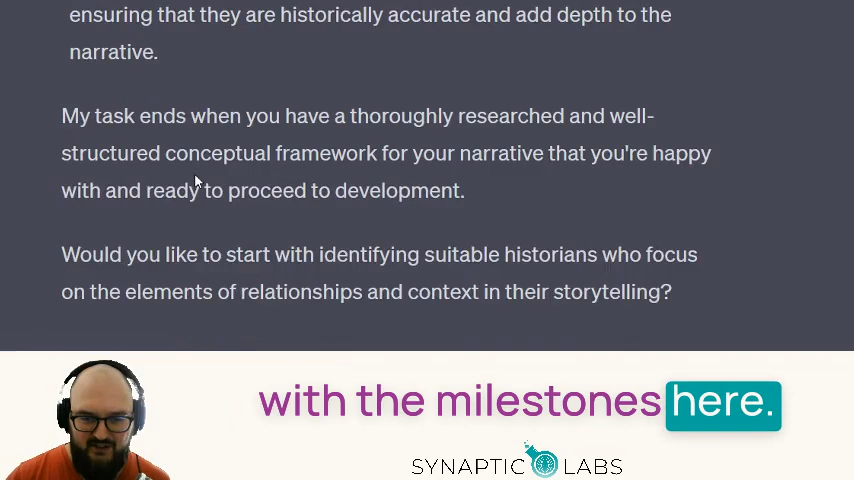 ensuring that they are historically accurate and add depth to the
narrative.
My task ends when you have a thoroughly researched and well-
structured conceptual framework for your narrative that you're happy
with and ready to proceed to development.
Would you like to start with identifying suitable historians who focus
on the elements of relationships and context in their storytelling?
with the milestones here.
SYNAPTIC LABS